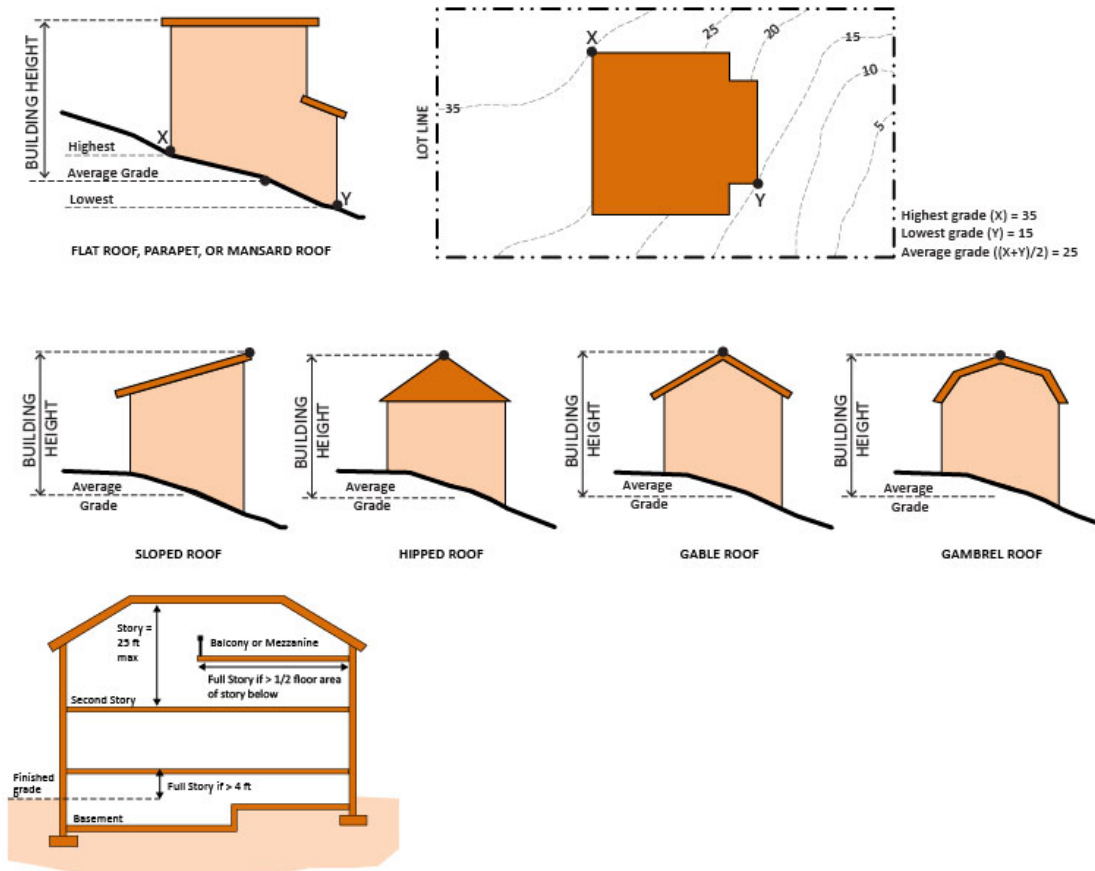 BUILDING HEIGHT
X
Highest
Average Grade
Lowest
Y
FLAT ROOF, PARAPET, OR MANSARD ROOF
LOT LINE
X
35
25
20
15
10
5
Y
Highest grade (X) = 35
Lowest grade (Y) = 15
Average grade ((X+Y)/2) = 25
BUILDING
HEIGHT
Average
Grade
SLOPED ROOF
BUILDING
HEIGHT
Average
Grade
HIPPED ROOF
BUILDING
HEIGHT
Average
Grade
GABLE ROOF
BUILDING
HEIGHT
Average
Grade
GAMBREL ROOF
Story =
25 ft
max
Balcony or Mezzanine
Full Story if > 1/2 floor area
of story below
Second Story
Finished
grade
Full Story if > 4 ft
Basement